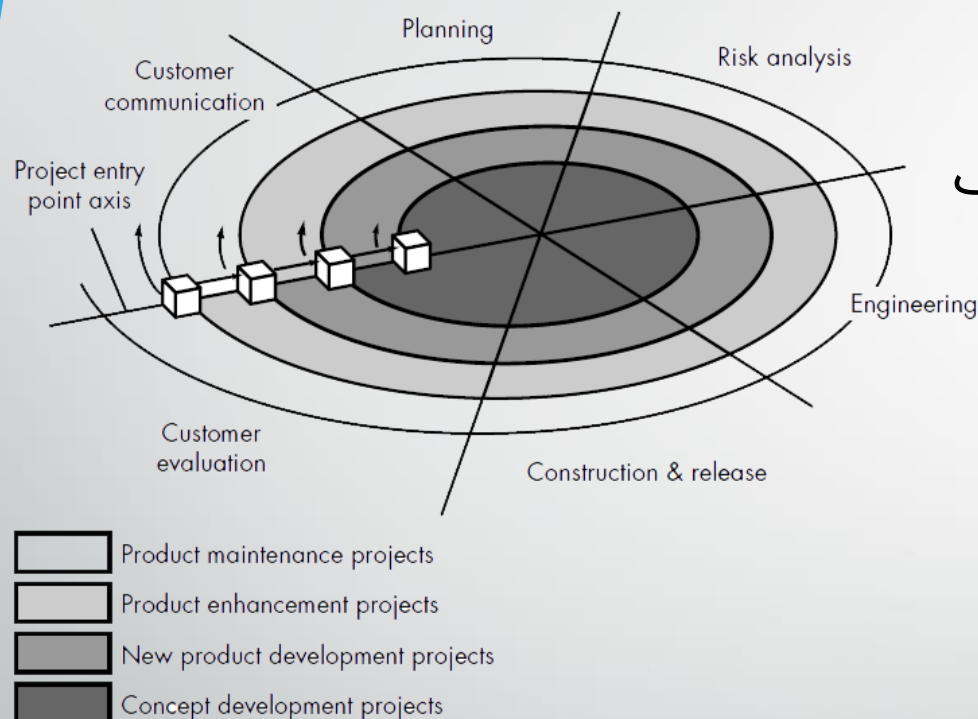 Planning
Risk analysis
Customer
communication
Project entry
point axis
Engineering
Customer
evaluation
Construction & release
Product maintenance projects
Product enhancement projects
New product development projects
Concept development projects